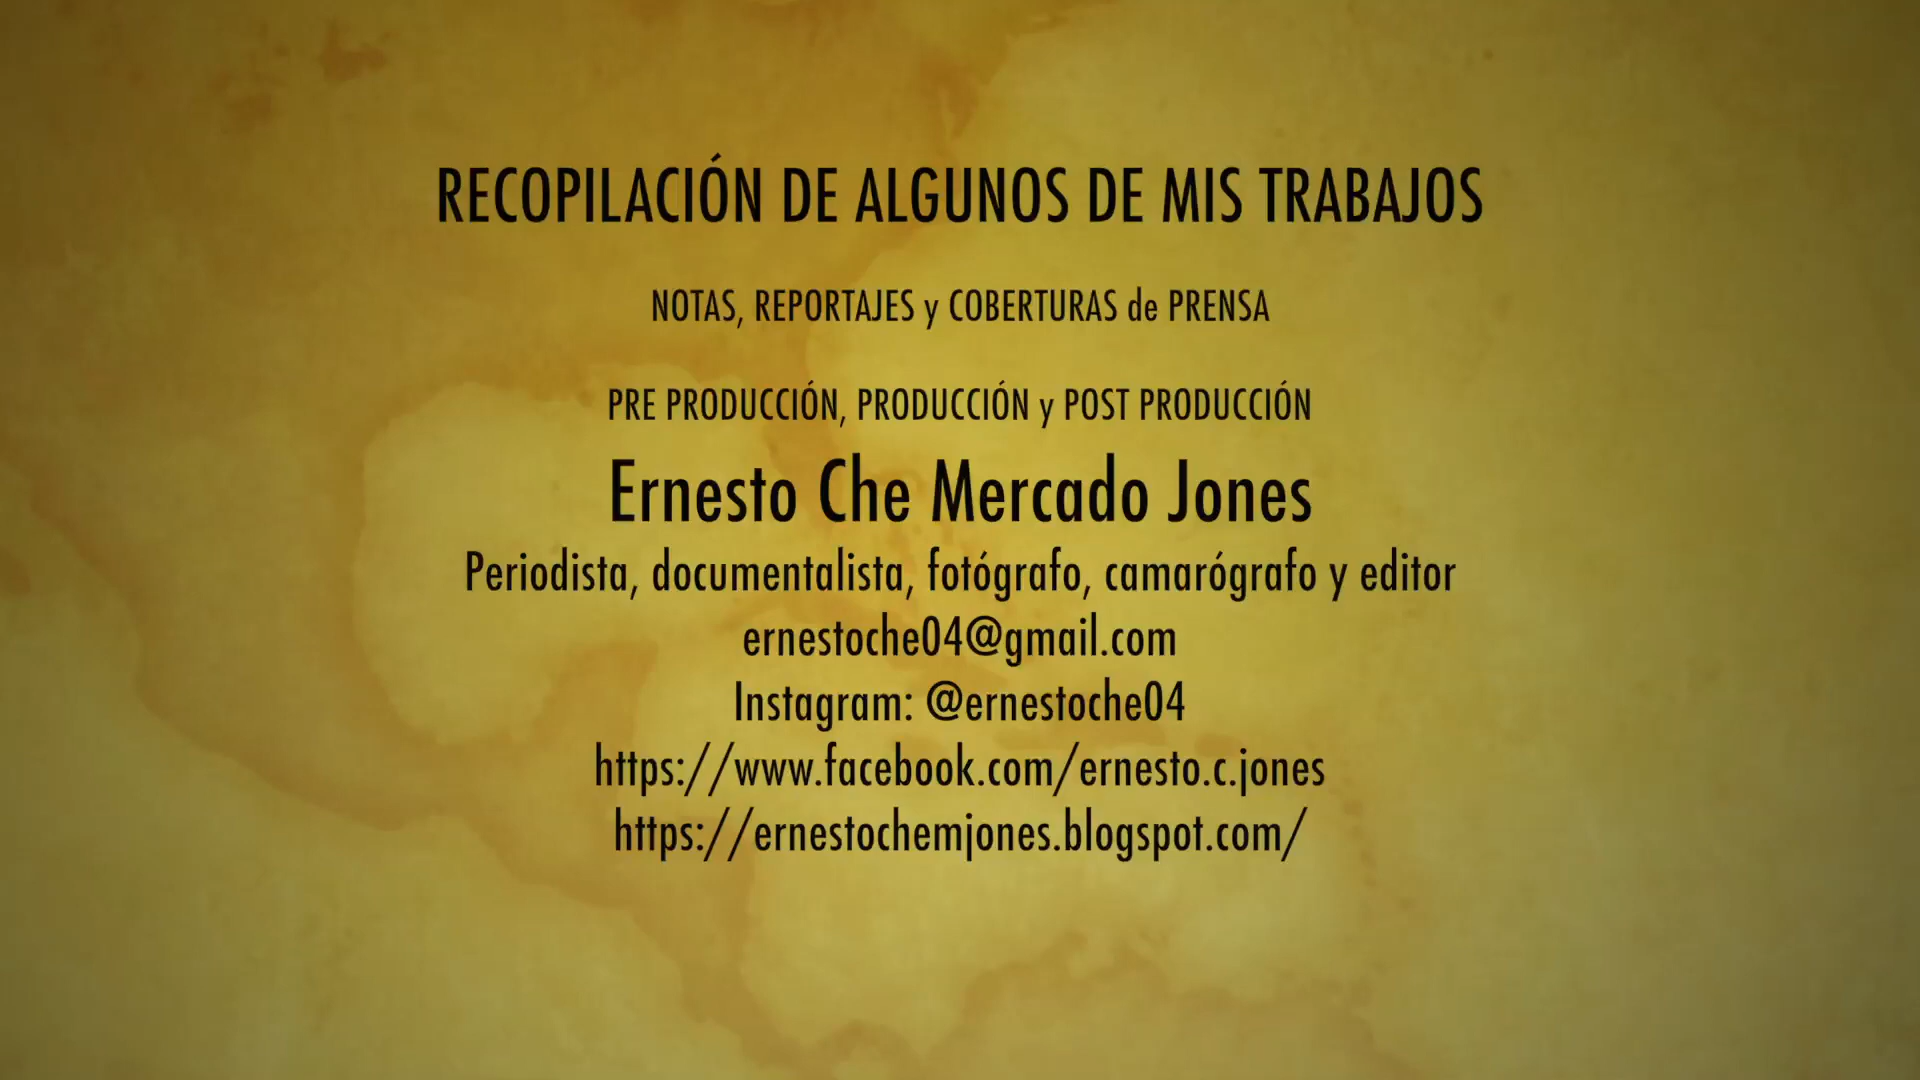 RECOPILACIÓN DE ALGUNOS DE MIS TRABAJOS
NOTAS, REPORTAJES y COBERTURAS de PRENSA
PRE PRODUCCIÓN, PRODUCCIÓN y POST PRODUCCIÓN
Ernesto Che Mercado Jones
Periodista, documentalista, fotógrafo, camarógrafo y editor
ernestoche04@gmail.com
Instagram: @ernestoche04
https://www.facebook.com/ernesto.c.jones
https://ernestochemjones.blogspot.com/